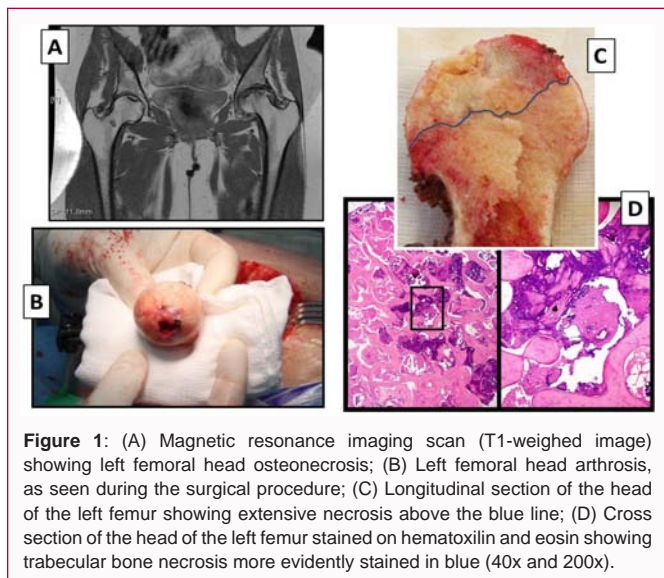 A
C
D
B
Figure 1: (A) Magnetic resonance imaging scan (T1-weighed image)
showing left femoral head osteonecrosis; (B) Left femoral head arthrosis,
as seen during the surgical procedure; (C) Longitudinal section of the head
of the left femur showing extensive necrosis above the blue line; (D) Cross
section of the head of the left femur stained on hematoxilin and eosin showing
trabecular bone necrosis more evidently stained in blue (40x and 200x).